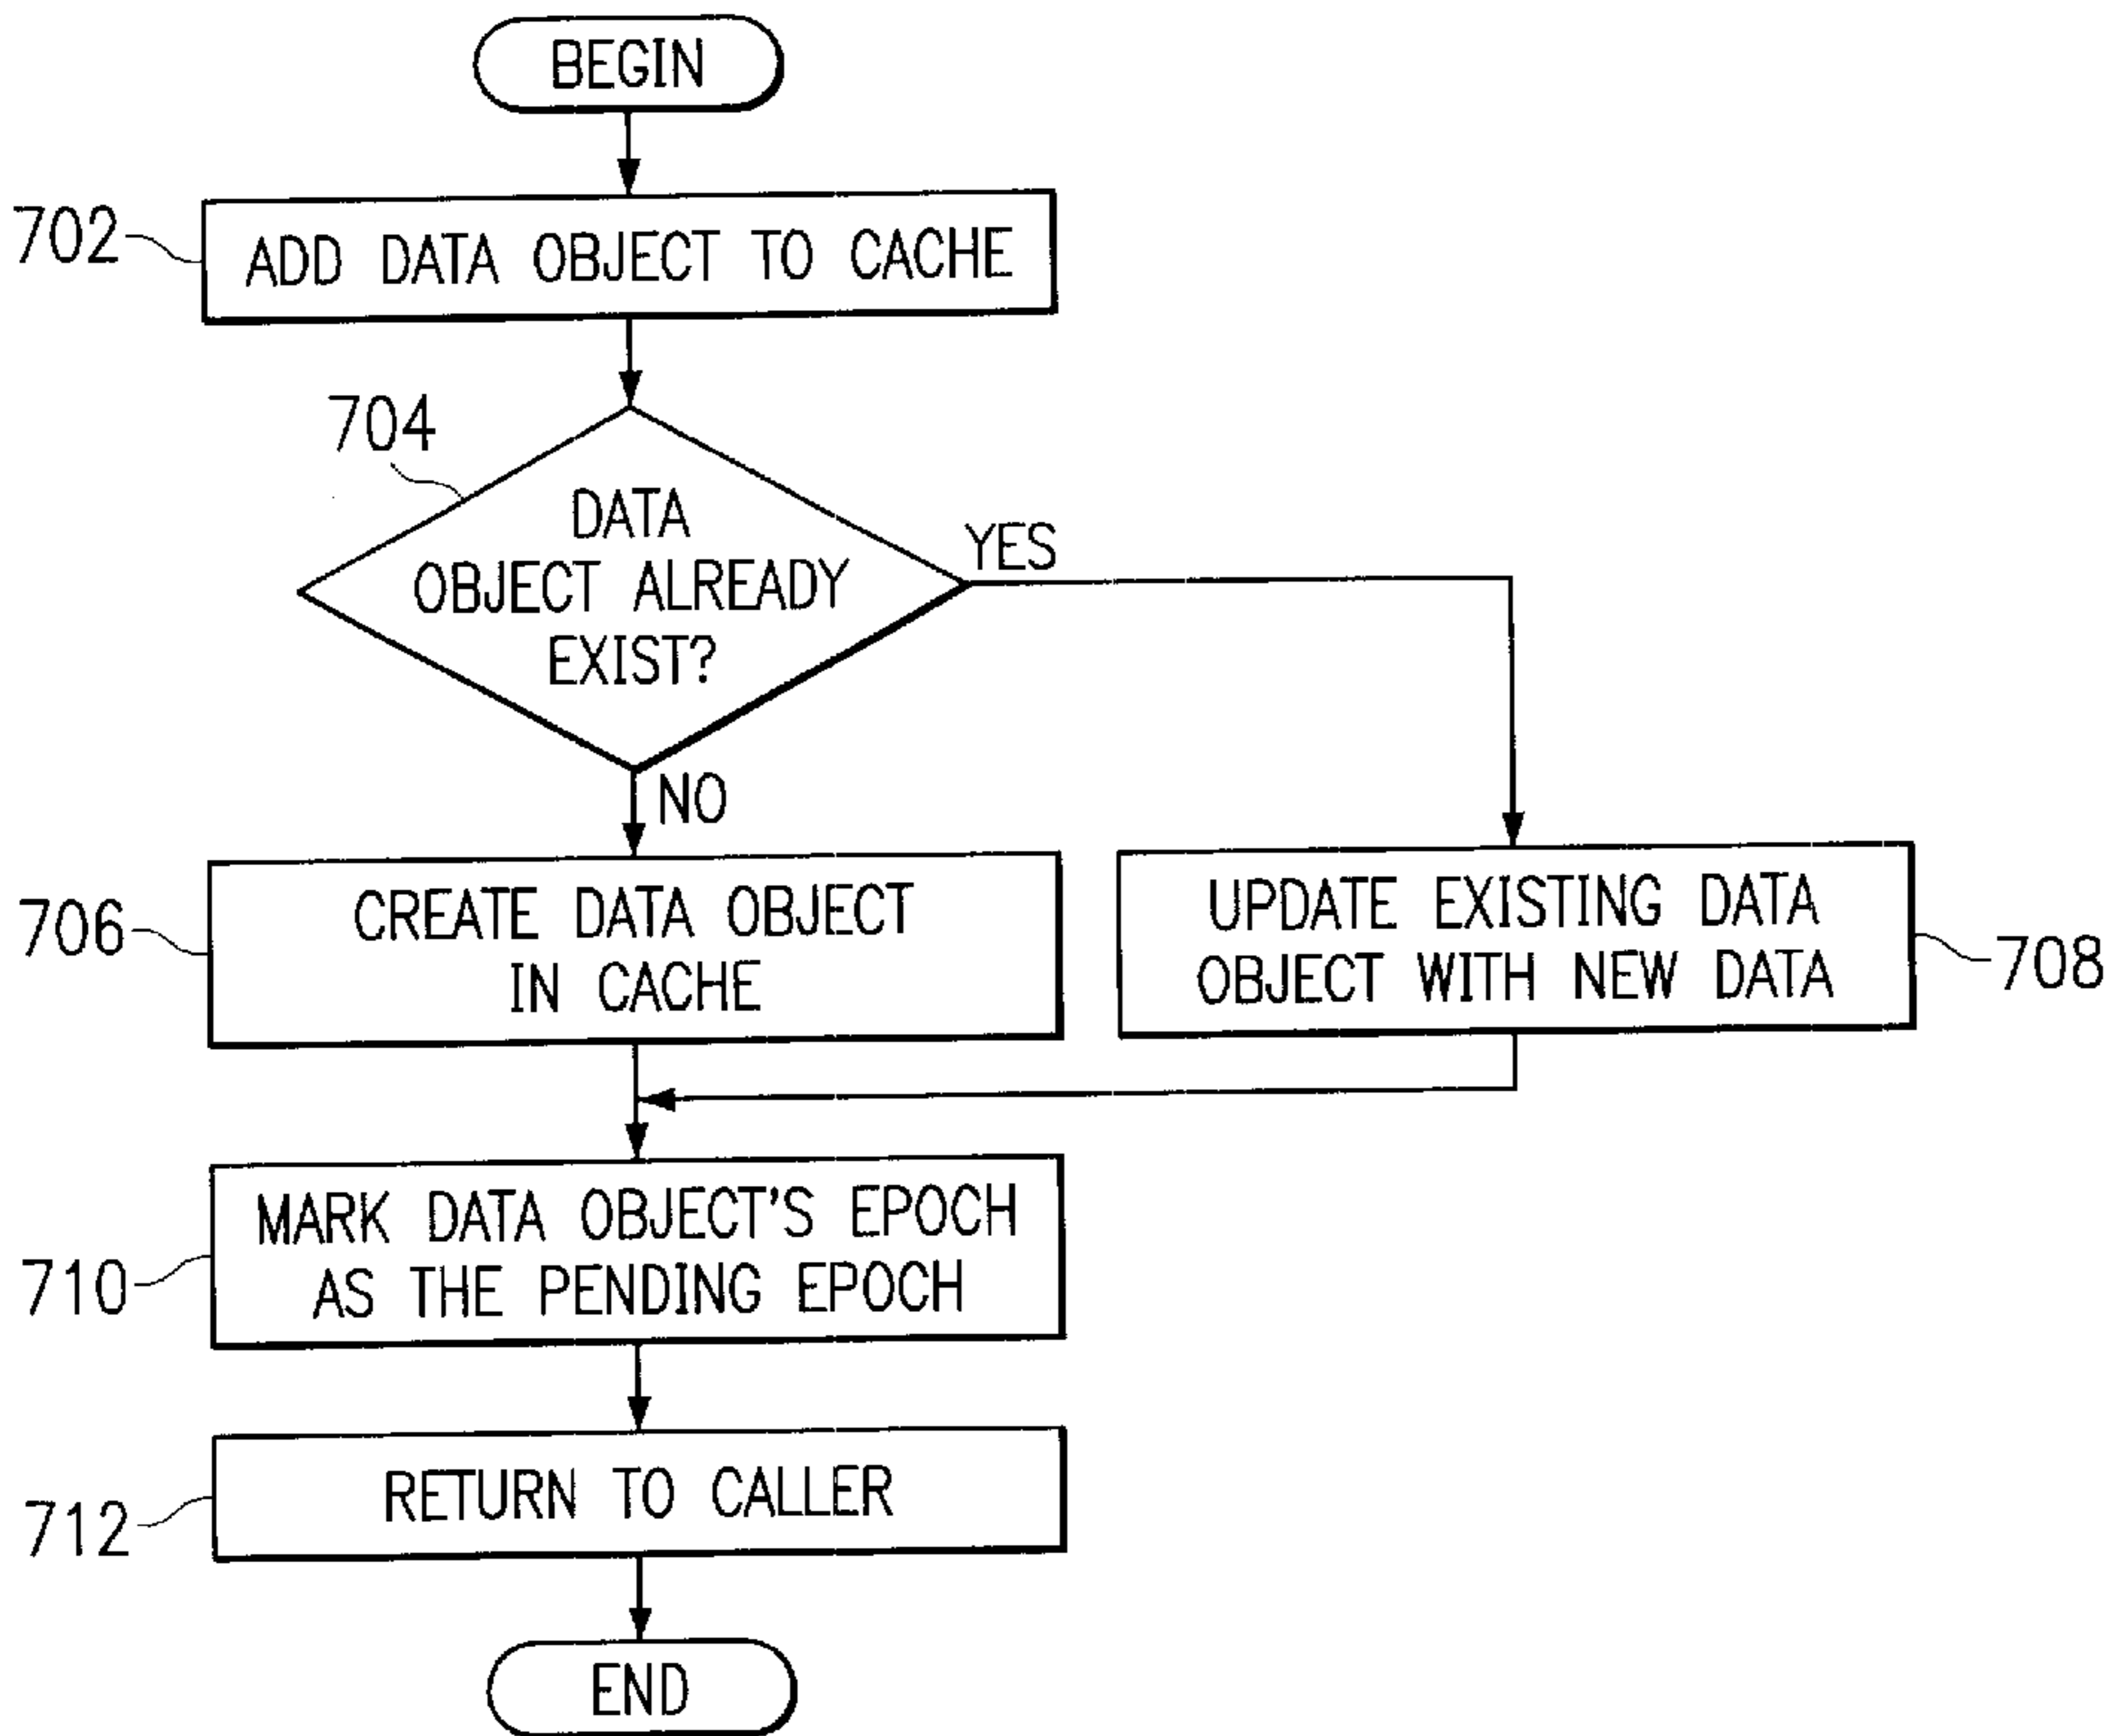 BEGIN
702
ADD DATA OBJECT TO CACHE
704
DATA
OBJECT ALREADY
EXIST?
YES
NO
706
CREATE DATA OBJECT
IN CACHE
UPDATE EXISTING DATA
OBJECT WITH NEW DATA
708
710
MARK DATA OBJECT'S EPOCH
AS THE PENDING EPOCH
712
RETURN TO CALLER
END